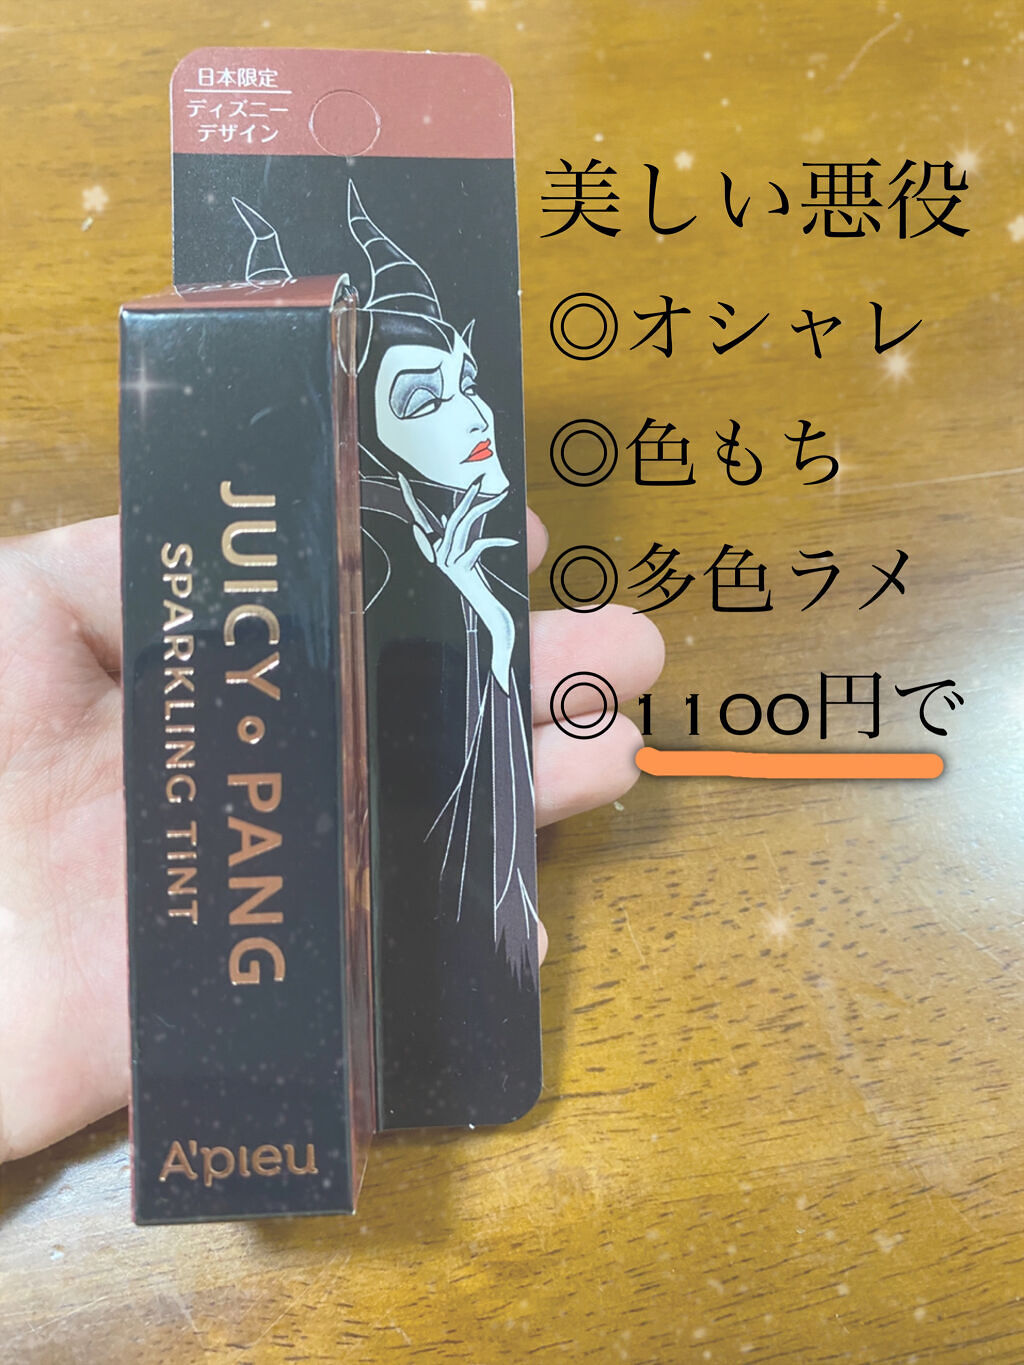 日本限定
ディズニー
デザイン
美しい悪役
◎オシャレ
◎色もち
◎多色ラメ
◎1100円で
JUICY PANG
SPARKLING TINT
A'pieu